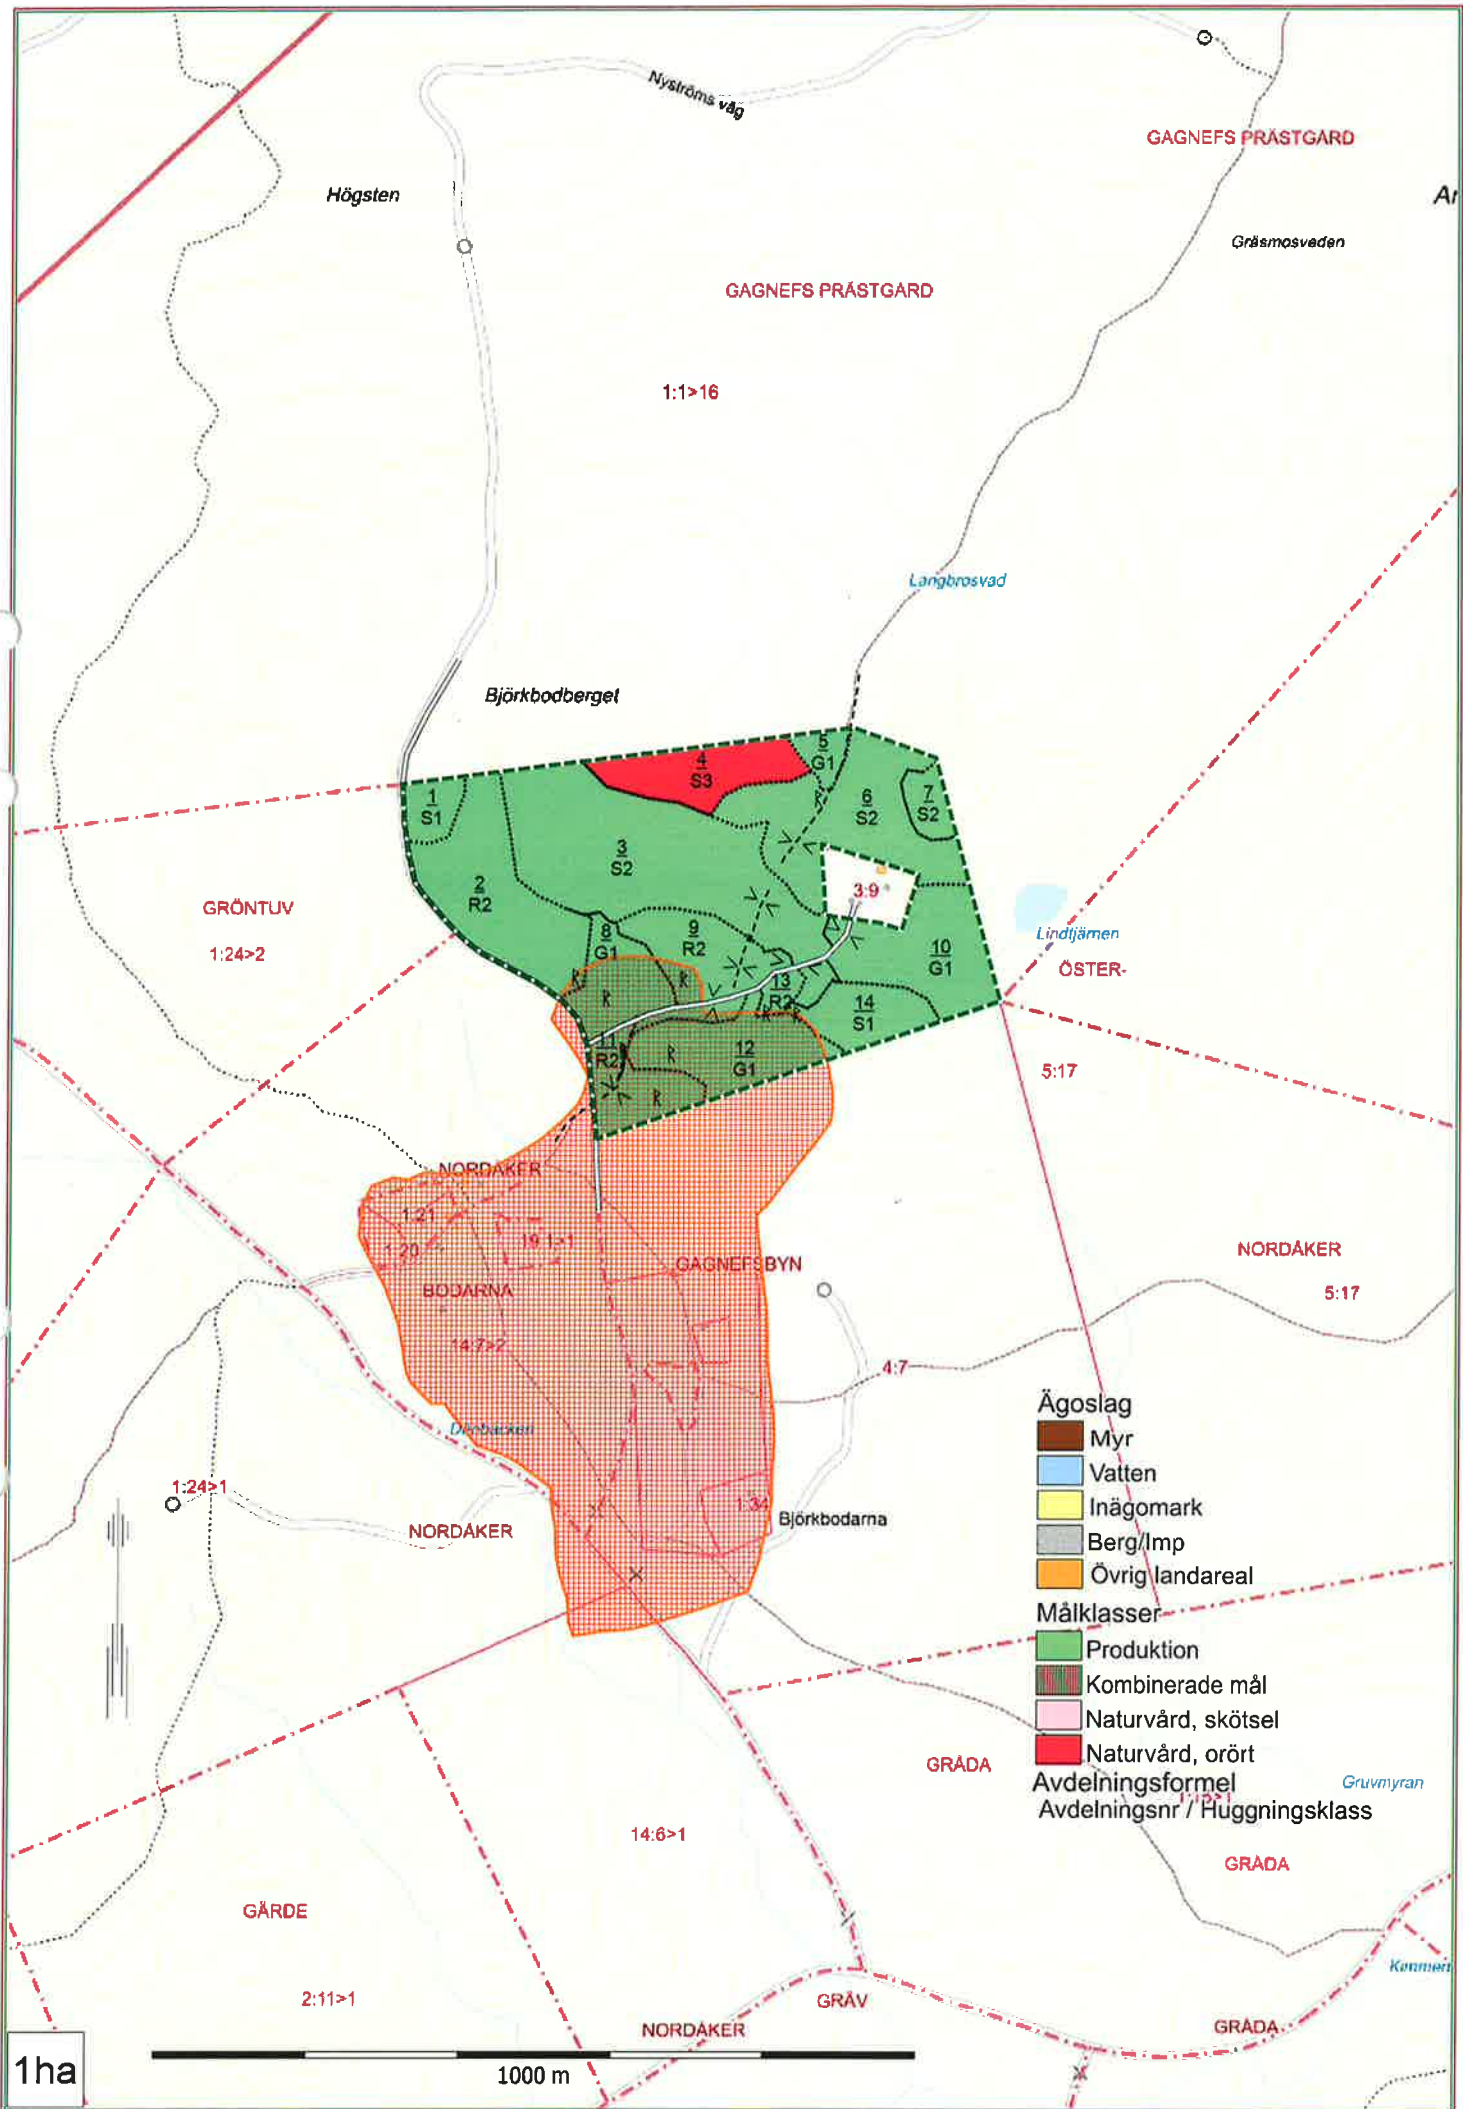 Nyströms väg
GAGNEFS PRÄSTGARD
Högsten
Gräsmosveden
GAGNEFS PRÄSTGARD
1:1>16
Langbrosvad
Björkbodberget
5
G1
4
S3
1
S1
6
S2
7
S2
3
S2
2
R2
3:9
GRÖNTUV
1:24>2
8
G1
9
R2
10
G1
Lindtjärnen
ÖSTER-
13
R2
14
S1
R
R
R
R
R
11
R2
R
12
G1
R
5:17
NORDÅKER
1:21
1:20
19:1>1
NORDÅKER
GAGNEFSBYN
BODARNA
5:17
14:7>2
4:7
1:24>1
1:34
Björkbodarna
NORDÅKER
Ägoslag
Myr
Vatten
Inägomark
Berg/Imp
Övrig landareal
Målklasser
Produktion
Kombinerade mål
Naturvård, skötsel
Naturvård, orört
Avdelningsformel
Avdelningsnr / Huggningsklass
GRÅDA
Gruvmyran
14:6>1
GRÅDA
GÄRDE
2:11>1
GRÅV
NORDÅKER
GRÅDA
1ha
1000 m